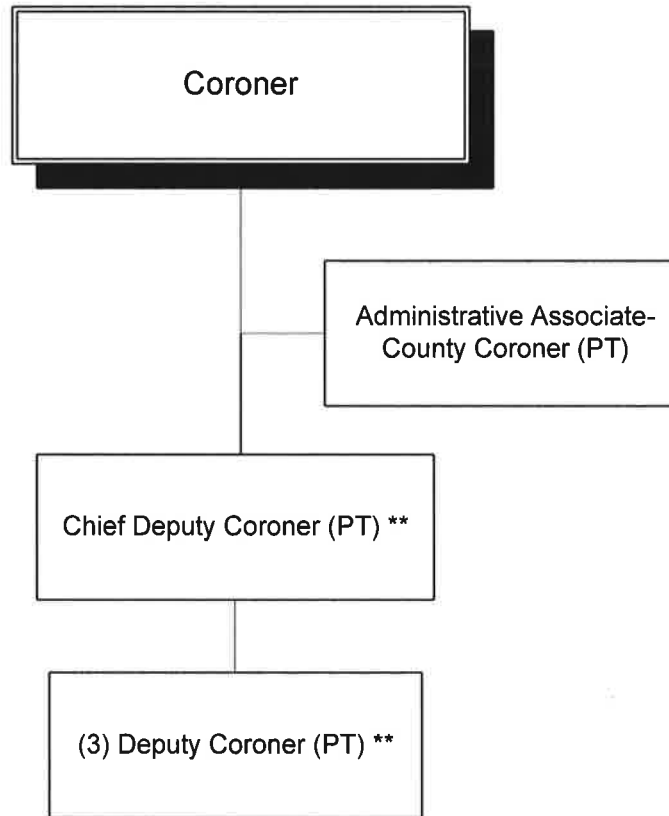 Coroner
Administrative Associate-
County Coroner (PT)
Chief Deputy Coroner (PT) **
(3) Deputy Coroner (PT) **